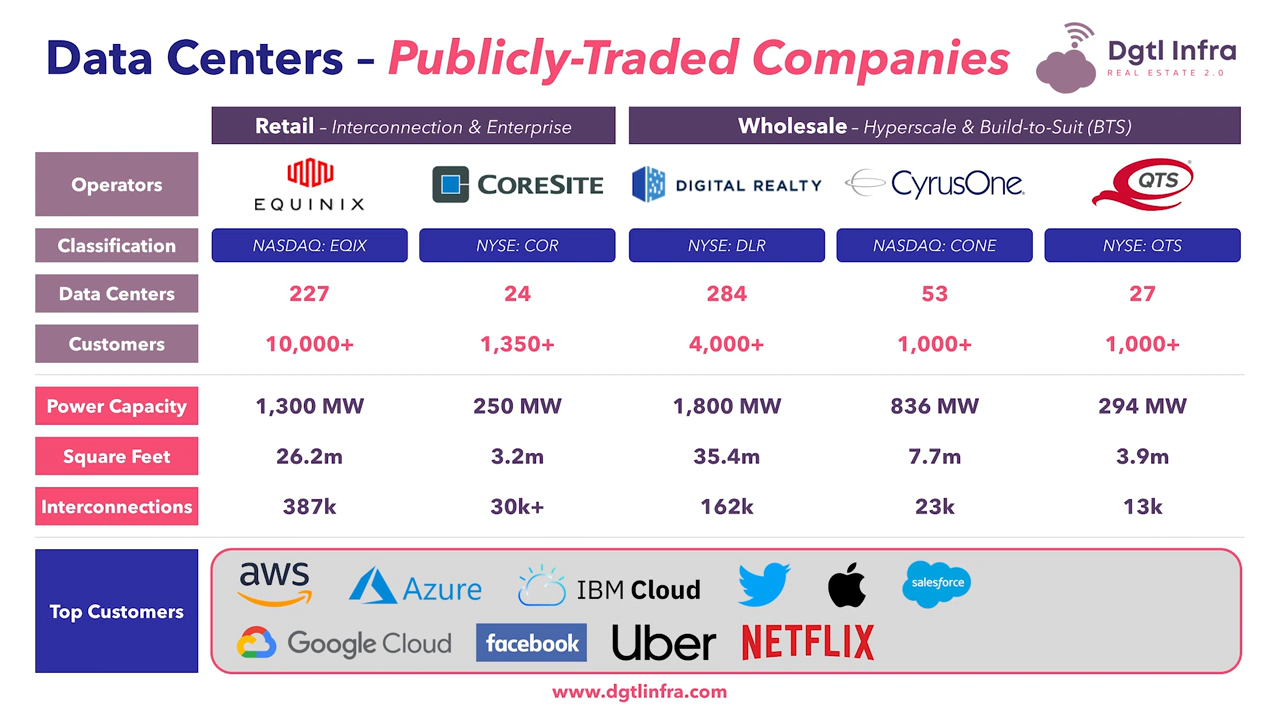 Data Centers – Publicly-Traded Companies
Dgtl Infra
REAL ESTATE 2.0
Retail – Interconnection & Enterprise
Wholesale – Hyperscale & Build-to-Suit (BTS)
Operators
EQUINIX
CORESITE
DIGITAL REALTY
CyrusOne
QTS
Classification
NASDAQ: EQIX
NYSE: COR
NYSE: DLR
NASDAQ: CONE
NYSE: QTS
Data Centers
227
24
284
53
27
Customers
10,000+
1,350+
4,000+
1,000+
1,000+
Power Capacity
1,300 MW
250 MW
1,800 MW
836 MW
294 MW
Square Feet
26.2m
3.2m
35.4m
7.7m
3.9m
Interconnections
387k
30k+
162k
23k
13k
Top Customers
aws
Azure
IBM Cloud
salesforce
Google Cloud
facebook
Uber
NETFLIX
www.dgtlinfra.com